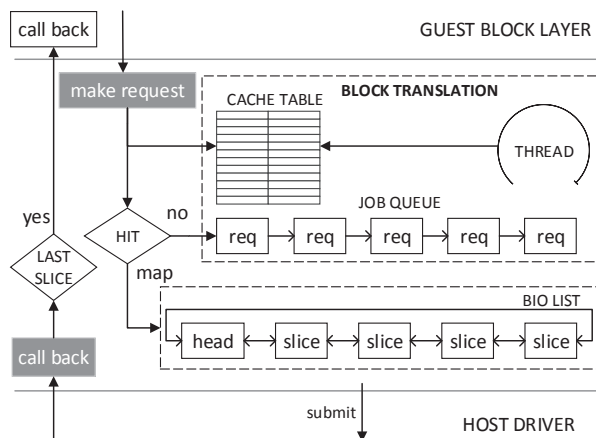 call back
GUEST BLOCK LAYER
make request
BLOCK TRANSLATION
CACHE TABLE
THREAD
JOB QUEUE
yes
no
HIT
req
req
req
req
req
LAST
SLICE
map
BIO LIST
head
slice
slice
slice
slice
call back
submit
HOST DRIVER